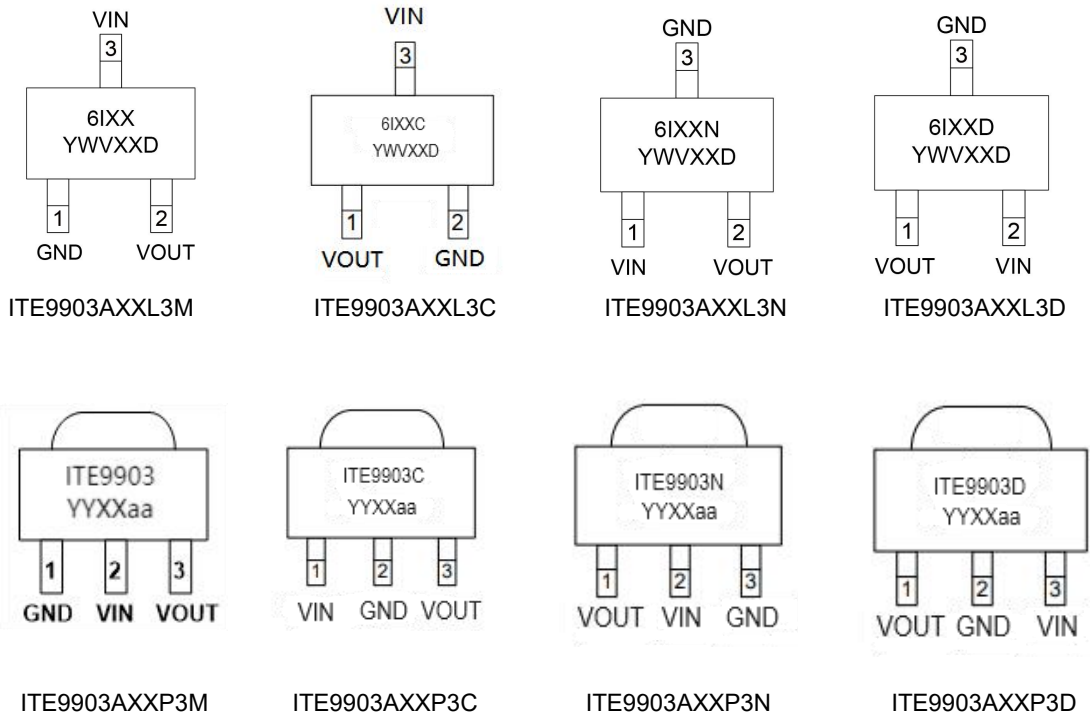 VIN
3
6IXX
YWVXXD
1 2
GND VOUT
ITE9903AXXL3M
VIN
3
6IXXC
YWVXXD
1 2
VOUT GND
ITE9903AXXL3C
GND
3
6IXXN
YWVXXD
1 2
VIN VOUT
ITE9903AXXL3N
GND
3
6IXXD
YWVXXD
1 2
VOUT VIN
ITE9903AXXL3D
ITE9903
YYXXaa
1 2 3
GND VIN VOUT
ITE9903AXXP3M
ITE9903C
YYXXaa
1 2 3
VIN GND VOUT
ITE9903AXXP3C
ITE9903N
YYXXaa
1 2 3
VOUT VIN GND
ITE9903AXXP3N
ITE9903D
YYXXaa
1 2 3
VOUT GND VIN
ITE9903AXXP3D